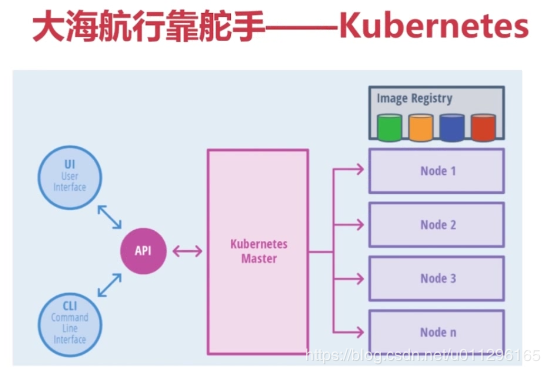 大海航行靠舵手——Kubernetes
Image Registry
UI
User
Interface
API
CLI
Command
Line
Interface
Kubernetes
Master
Node 1
Node 2
Node 3
Node n
https://blog.csdn.net/u011296165